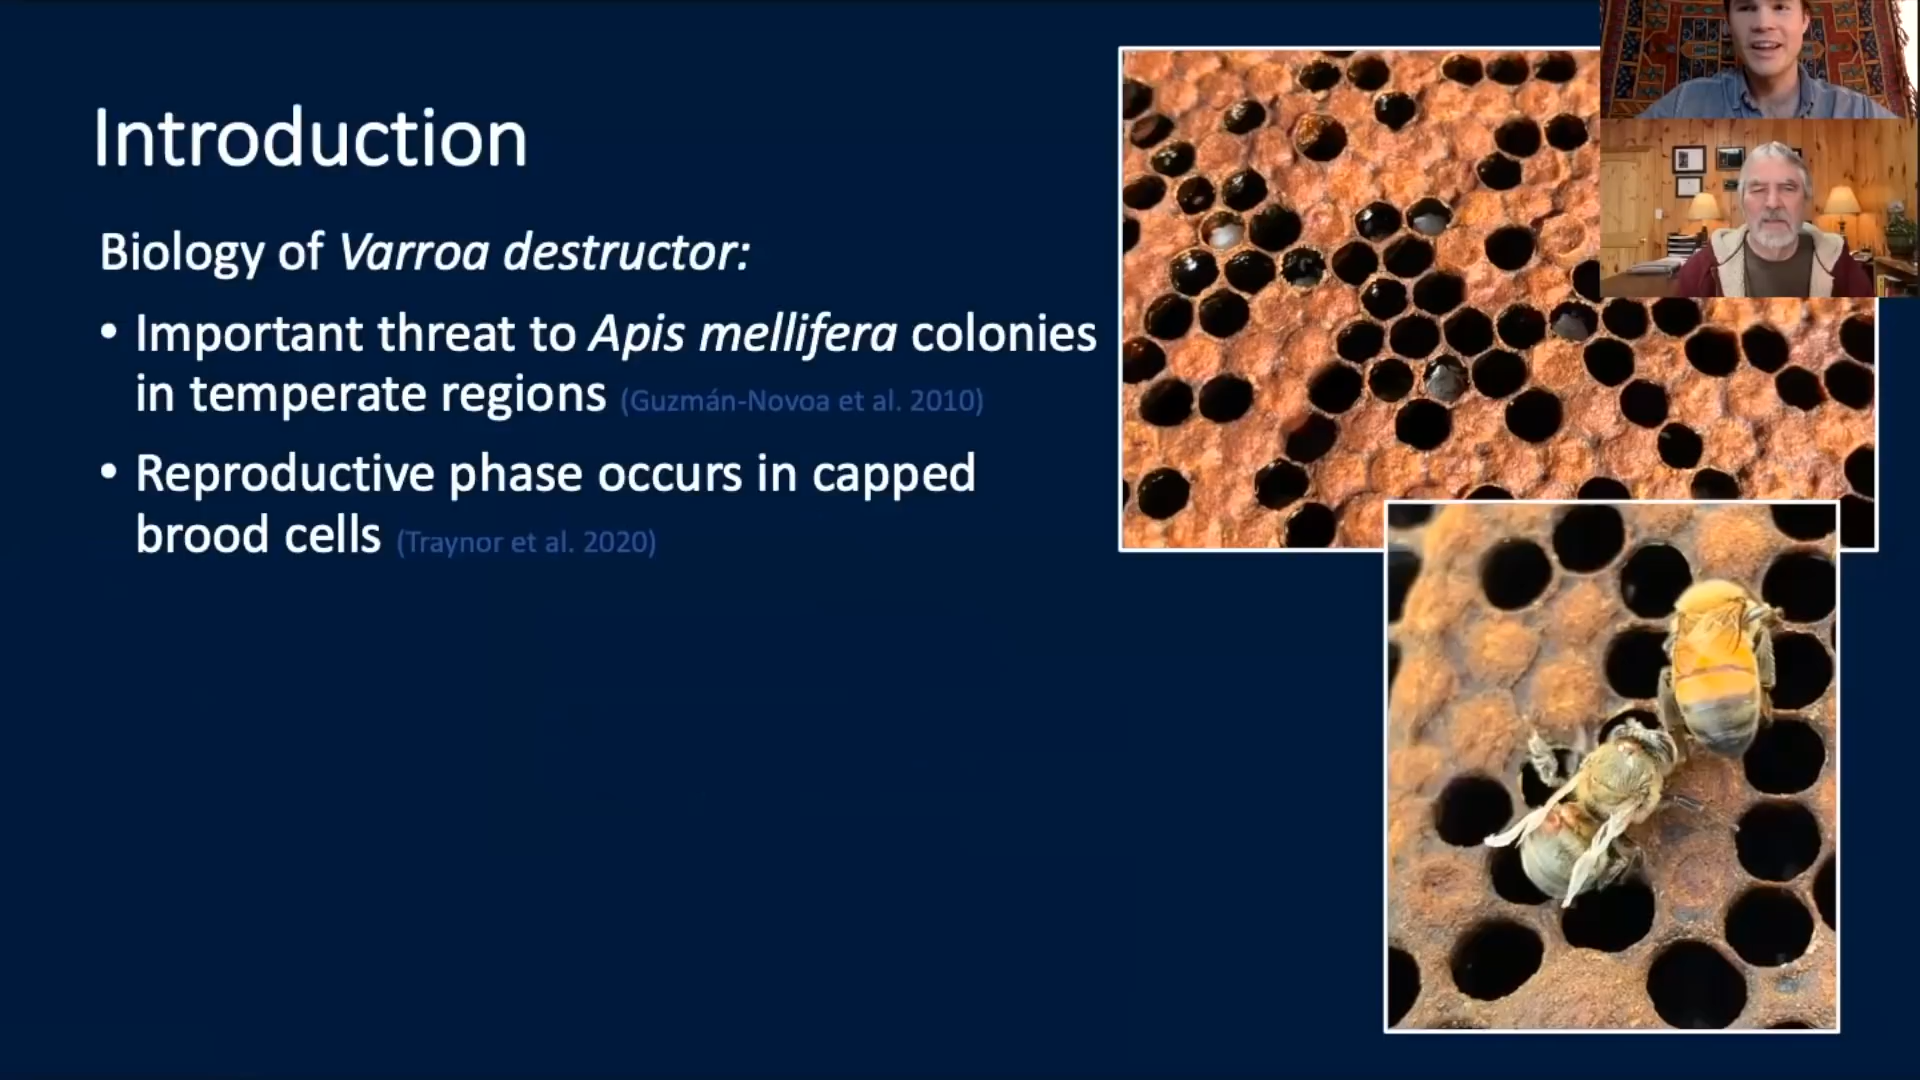 Introduction
Biology of Varroa destructor:
• Important threat to Apis mellifera colonies
in temperate regions (Guzmán-Novoa et al. 2010)
• Reproductive phase occurs in capped
brood cells (Traynor et al. 2020)